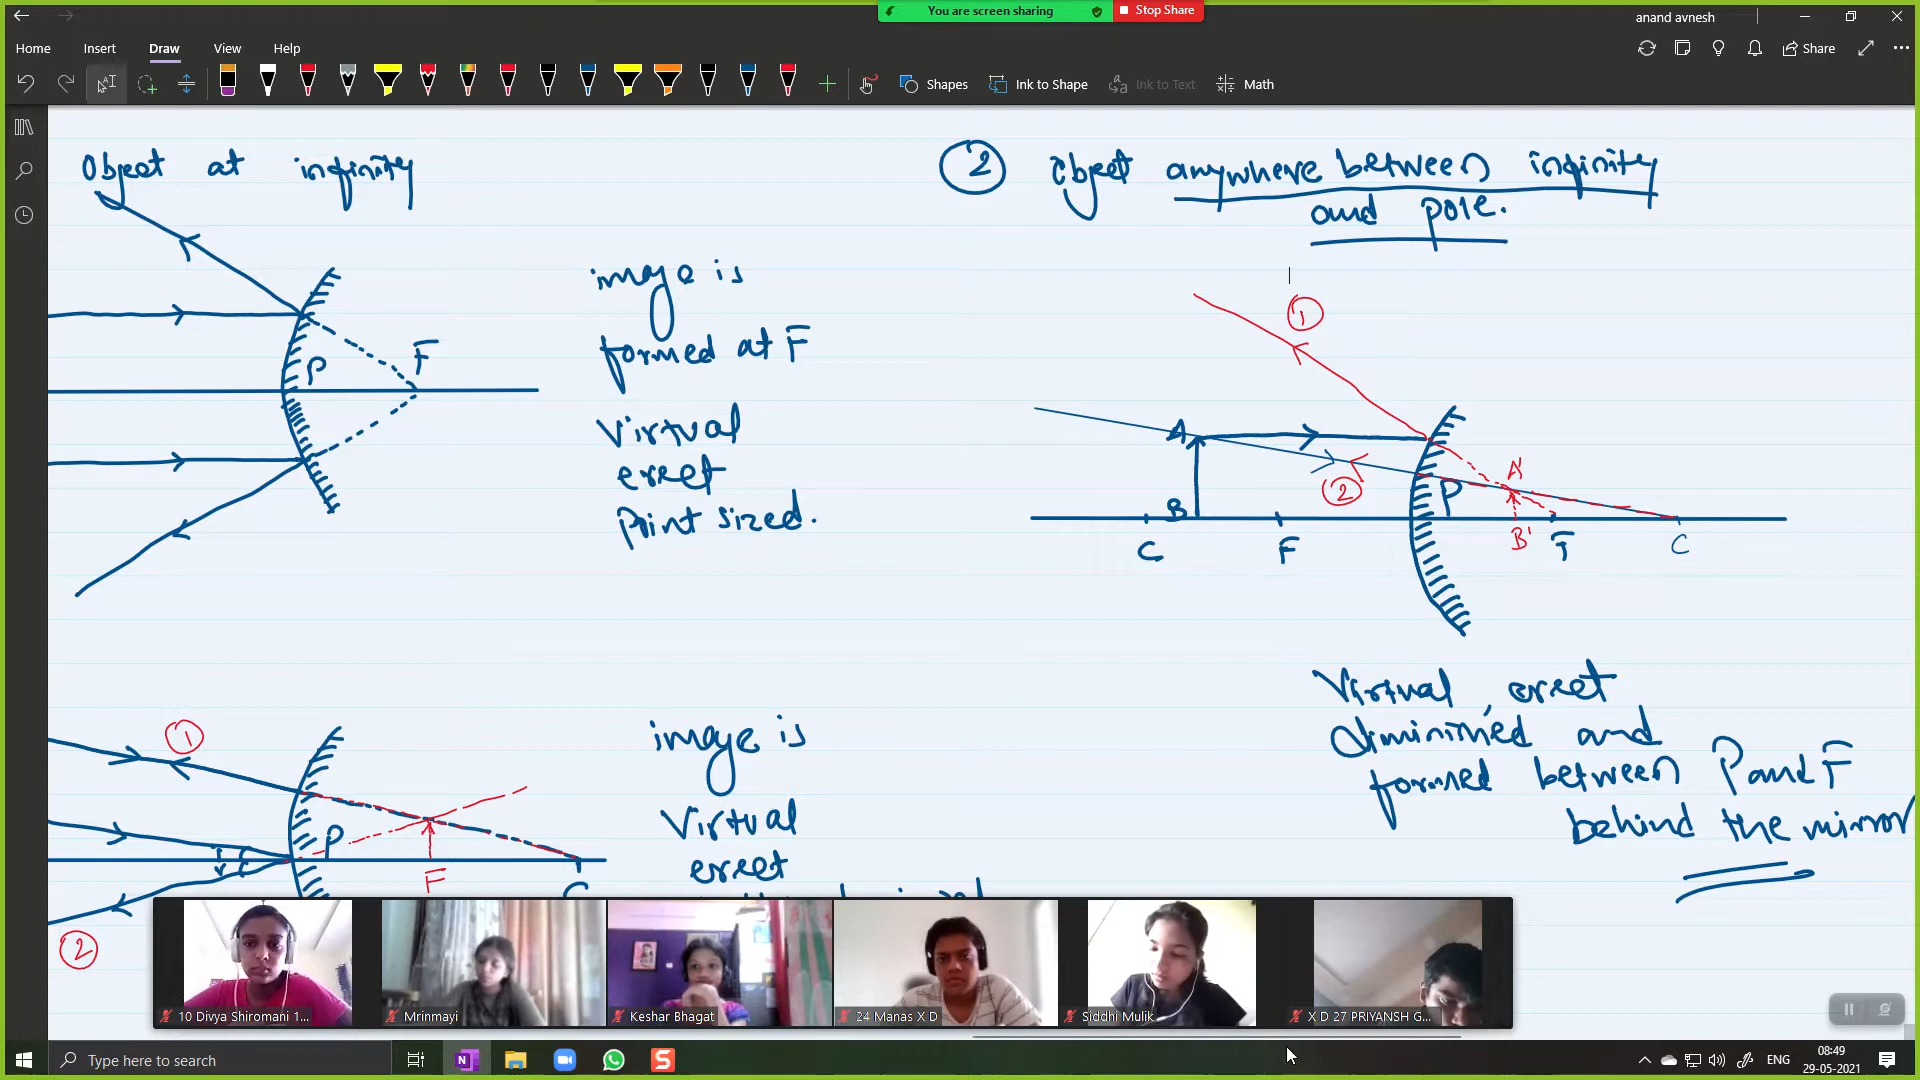 You are screen sharing
Stop Share
anand avnesh
Home Insert Draw View Help
Share
Shapes
Ink to Shape
Ink to Text
Math
Object at infinity
P
F
image is
formed at F
Virtual
erect
Point sized.
2 Object anywhere between infinity
and pole.
1
A
2
B
P
A'
B'
C
F
F
C
Virtual, erect
diminished and
formed between P and F
behind the mirror
1
P
F
C
2
image is
Virtual
erect
10 Divya Shiromani 1...
Mrinmayi
Keshar Bhagat
24 Manas X D
Siddhi Mulik
X D 27 PRIYANSH G...
Type here to search
N
S
ENG
08:49
29-05-2021